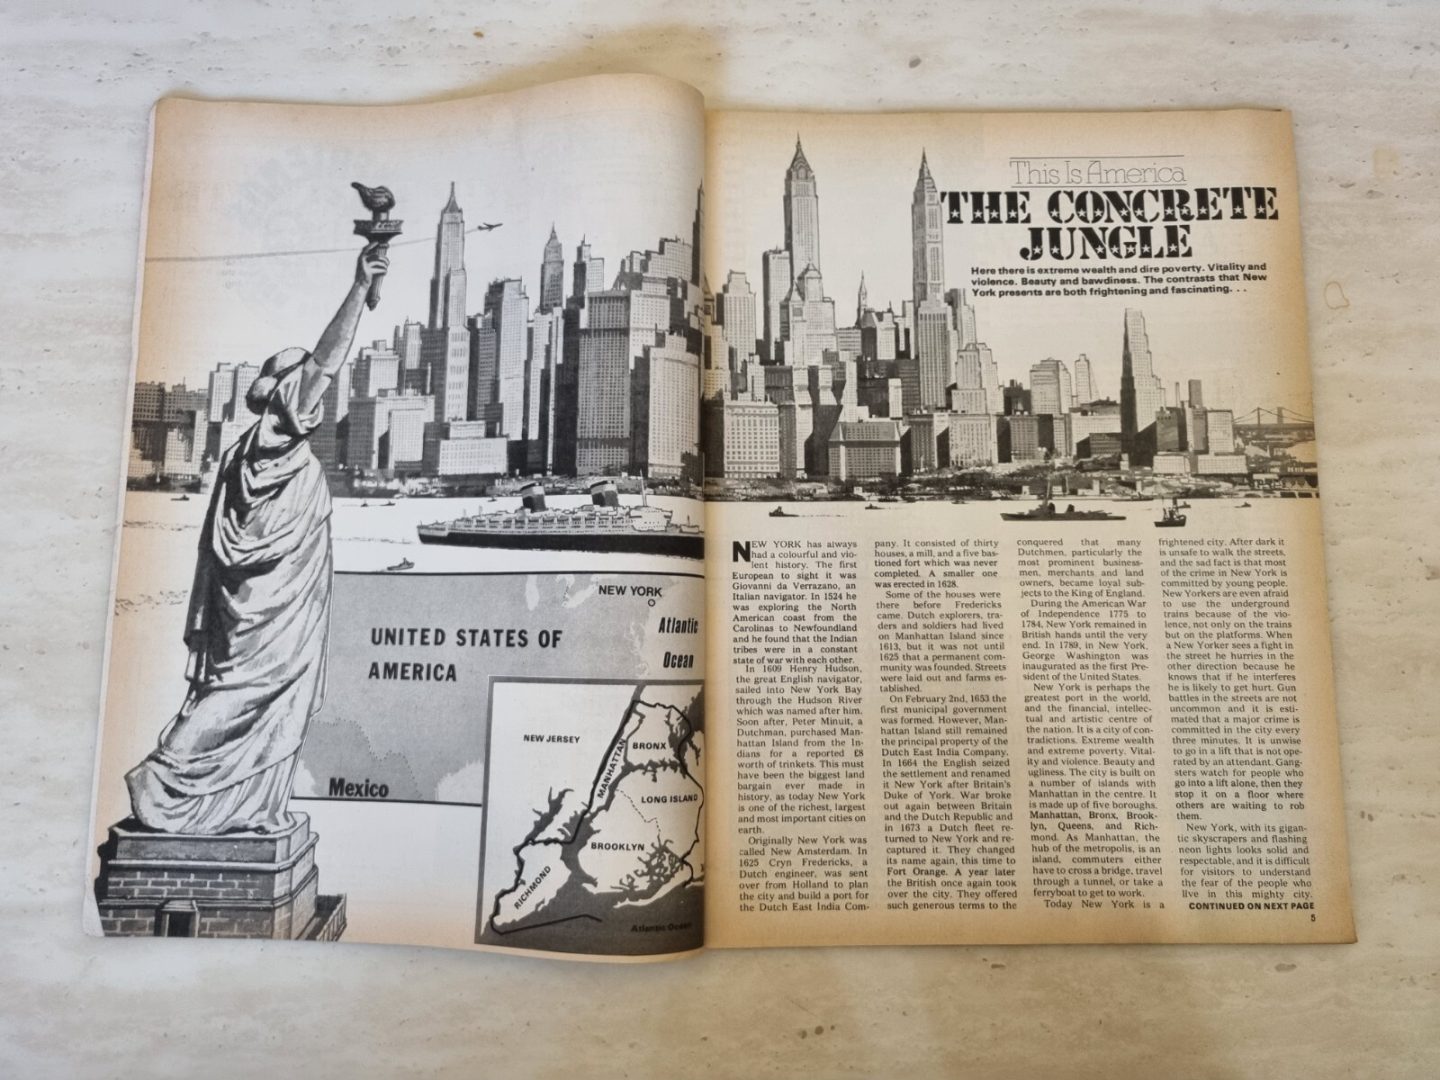 This Is America
THE CONCRETE
JUNGLE
Here there is extreme wealth and dire poverty. Vitality and
violence. Beauty and bawdiness. The contrasts that New
York presents are both frightening and fascinating. . .
NEW YORK
Atlantic
Ocean
UNITED STATES OF
AMERICA
Mexico
NEW JERSEY
MANHATTAN
BRONX
LONG ISLAND
BROOKLYN
RICHMOND
Atlantic Ocean
NEW YORK has always
had a colourful and vio-
lent history. The first
European to sight it was
Giovanni da Verrazano, an
Italian navigator. In 1524 he
was exploring the North
American coast from the
Carolinas to Newfoundland
and he found that the Indian
tribes were in a constant
state of war with each other.
In 1609 Henry Hudson,
the great English navigator,
sailed into New York Bay
through the Hudson River
which was named after him.
Soon after, Peter Minuit, a
Dutchman, purchased Man-
hattan Island from the In-
dians for a reported £8
worth of trinkets. This must
have been the biggest land
bargain ever made in
history, as today New York
is one of the richest, largest
and most important cities on
earth.
Originally New York was
called New Amsterdam. In
1625 Cryn Fredericks, a
Dutch engineer, was sent
over from Holland to plan
the city and build a port for
the Dutch East India Com-
pany. It consisted of thirty
houses, a mill, and a five bas-
tioned fort which was never
completed. A smaller one
was erected in 1628.
Some of the houses were
there before Fredericks
came. Dutch explorers, tra-
ders and soldiers had lived
on Manhattan Island since
1613, but it was not until
1625 that a permanent com-
munity was founded. Streets
were laid out and farms es-
tablished.
On February 2nd, 1653 the
first municipal government
was formed. However, Man-
hattan Island still remained
the principal property of the
Dutch East India Company.
In 1664 the English seized
the settlement and renamed
it New York after Britain's
Duke of York. War broke
out again between Britain
and the Dutch Republic and
in 1673 a Dutch fleet re-
turned to New York and re-
captured it. They changed
its name again, this time to
Fort Orange. A year later
the British once again took
over the city. They offered
such generous terms to the
conquered that many
Dutchmen, particularly the
most prominent business-
men, merchants and land
owners, became loyal sub-
jects to the King of England.
During the American War
of Independence 1775 to
1784, New York remained in
British hands until the very
end. In 1789, in New York,
George Washington was
inaugurated as the first Pre-
sident of the United States.
New York is perhaps the
greatest port in the world,
and the financial, intellec-
tual and artistic centre of
the nation. It is a city of con-
tradictions. Extreme wealth
and extreme poverty. Vital-
ity and violence. Beauty and
ugliness. The city is built on
a number of islands with
Manhattan in the centre. It
is made up of five boroughs,
Manhattan, Bronx, Brook-
lyn, Queens, and Rich-
mond. As Manhattan, the
hub of the metropolis, is an
island, commuters either
have to cross a bridge, travel
through a tunnel, or take a
ferryboat to get to work.
Today New York is a
frightened city. After dark it
is unsafe to walk the streets,
and the sad fact is that most
of the crime in New York is
committed by young people.
New Yorkers are even afraid
to use the underground
trains because of the vio-
lence, not only on the trains
but on the platforms. When
a New Yorker sees a fight in
the street he hurries in the
other direction because he
knows that if he interferes
he is likely to get hurt. Gun
battles in the streets are not
uncommon and it is esti-
mated that a major crime is
committed in the city every
three minutes. It is unwise
to go in a lift that is not ope-
rated by an attendant. Gang-
sters watch for people who
go into a lift alone, then they
stop it on a floor where
others are waiting to rob
them.
New York, with its gigan-
tic skyscrapers and flashing
neon lights looks solid and
respectable, and it is difficult
for visitors to understand
the fear of the people who
live in this mighty city.
CONTINUED ON NEXT PAGE
5